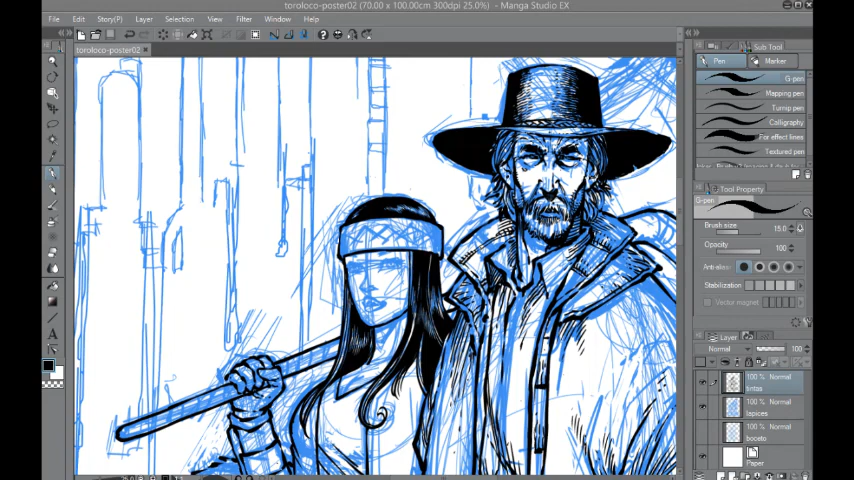 toroloco-poster02 (70.00 x 100.00cm 300dpi 25.0%) - Manga Studio EX
File Edit Story(P) Layer Selection View Filter Window Help
toroloco-poster02
Sub Tool
Pen Marker
G-pen
Mapping pen
Turnip pen
Calligraphy
For effect lines
Textured pen
Tool Property
G-pen
Brush size 15.0
Opacity 100
Anti-alias
Stabilization
Vector magnet
Layer
Normal 100
100 % Normal
tintas
100 % Normal
lapices
100 % Normal
boceto
Paper